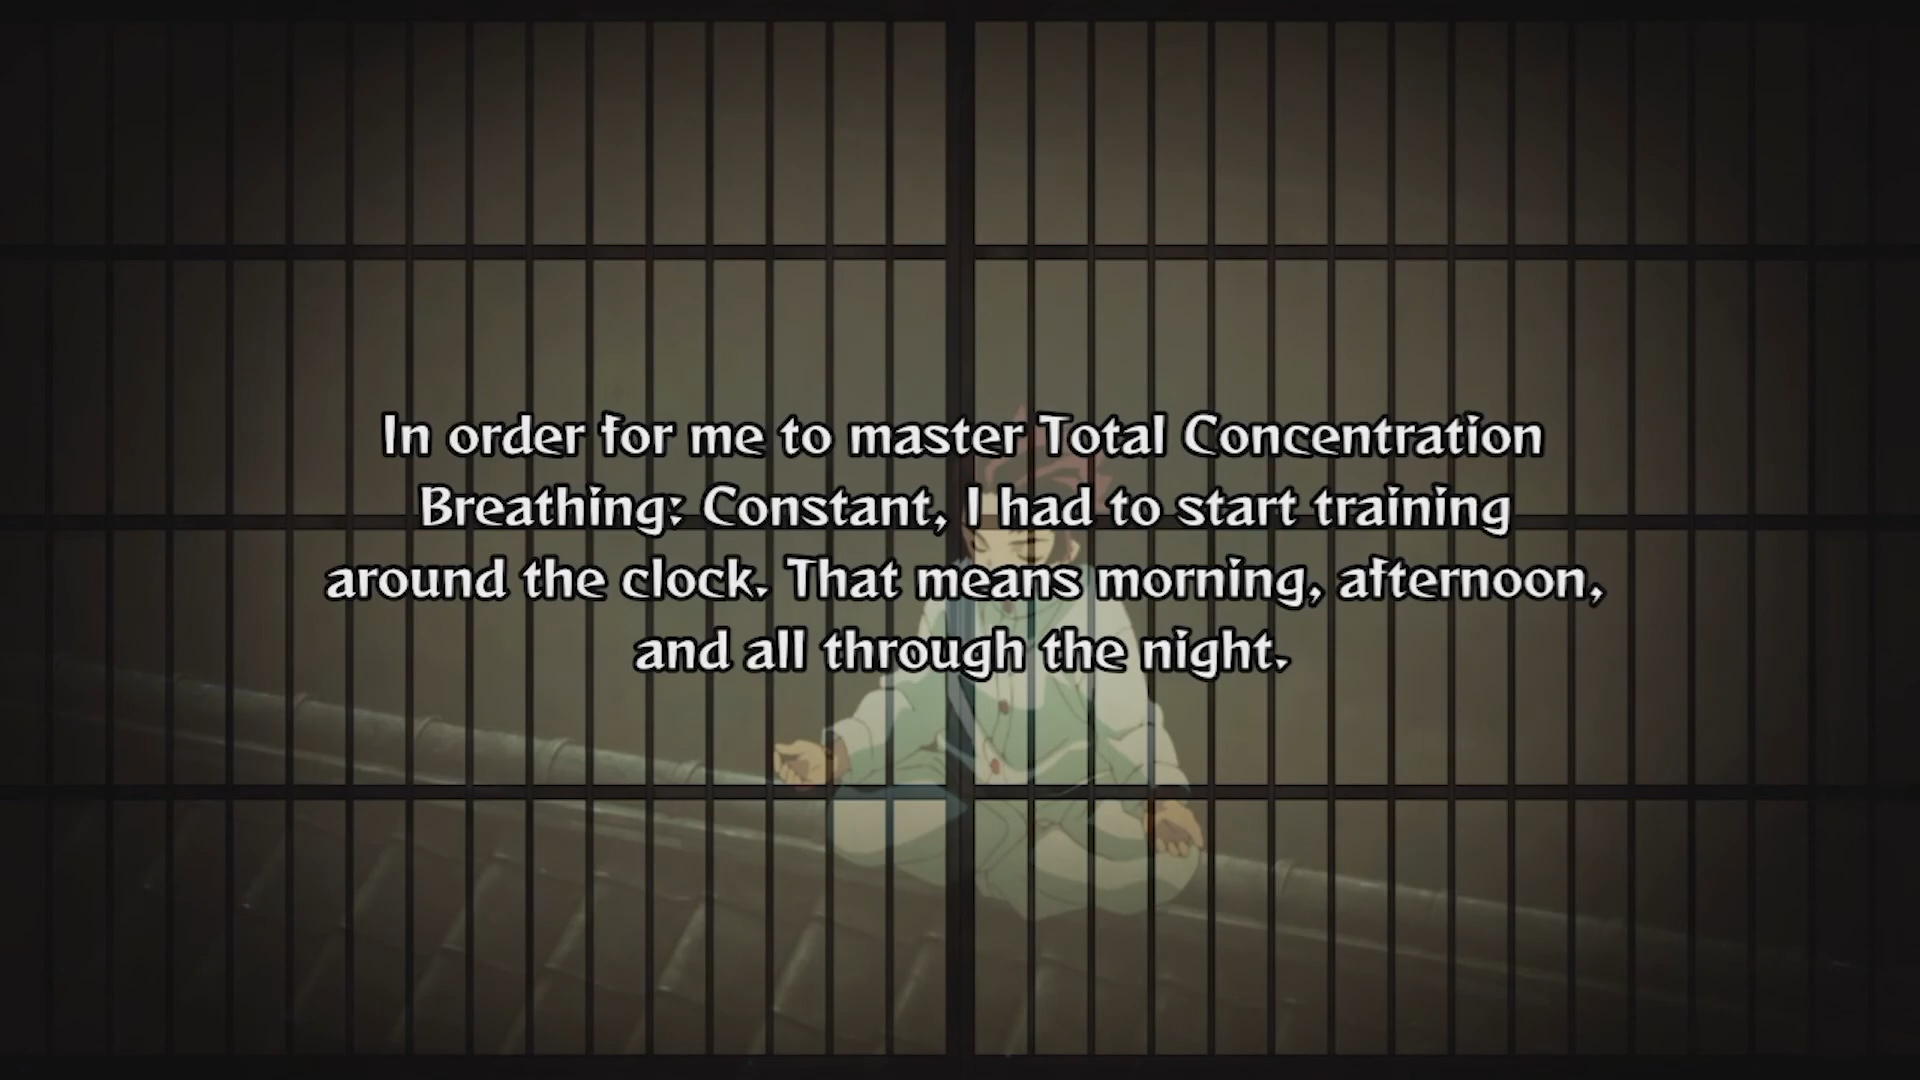 In order for me to master Total Concentration
Breathing: Constant, I had to start training
around the clock. That means morning, afternoon,
and all through the night.